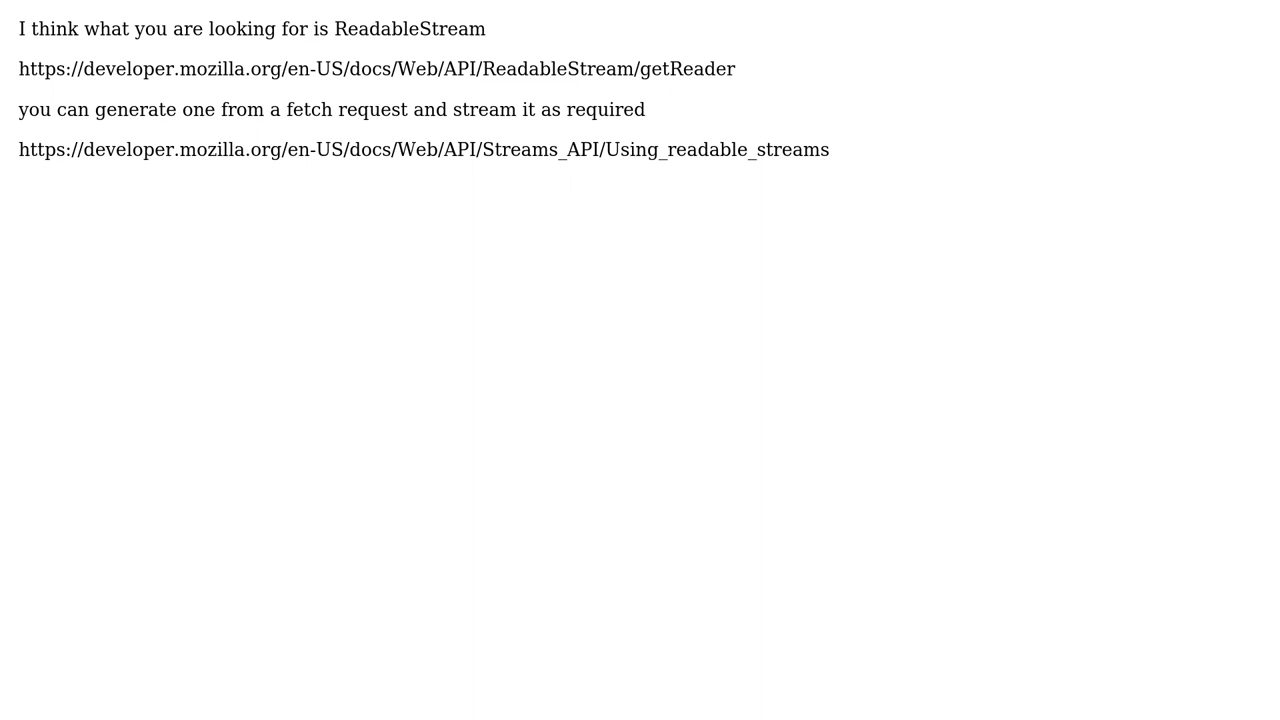 I think what you are looking for is ReadableStream
https://developer.mozilla.org/en-US/docs/Web/API/ReadableStream/getReader
you can generate one from a fetch request and stream it as required
https://developer.mozilla.org/en-US/docs/Web/API/Streams_API/Using_readable_streams